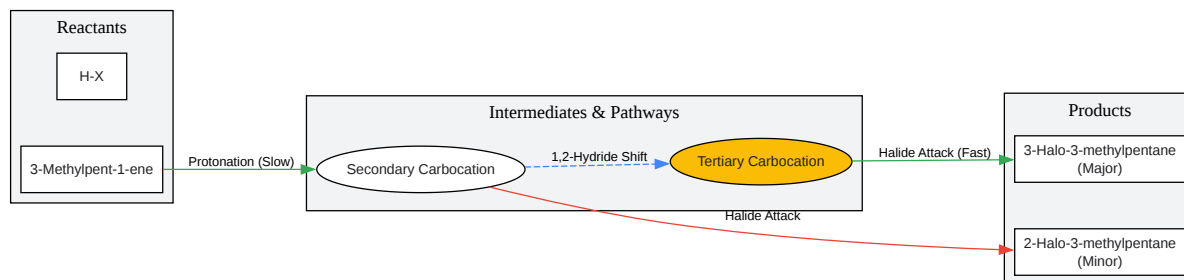 Reactants
H-X
3-Methylpent-1-ene
Protonation (Slow)
Intermediates & Pathways
Secondary Carbocation
1,2-Hydride Shift
Tertiary Carbocation
Halide Attack (Fast)
Halide Attack
Products
3-Halo-3-methylpentane
(Major)
2-Halo-3-methylpentane
(Minor)